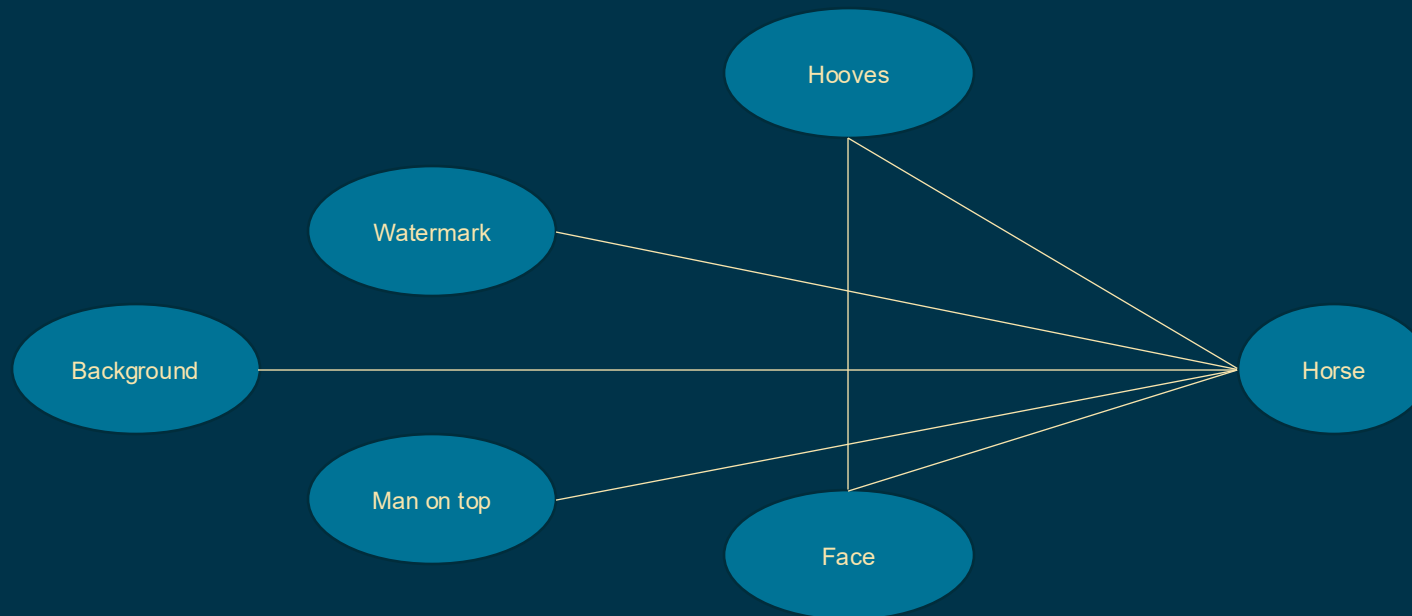 Hooves
Watermark
Background
Horse
Man on top
Face